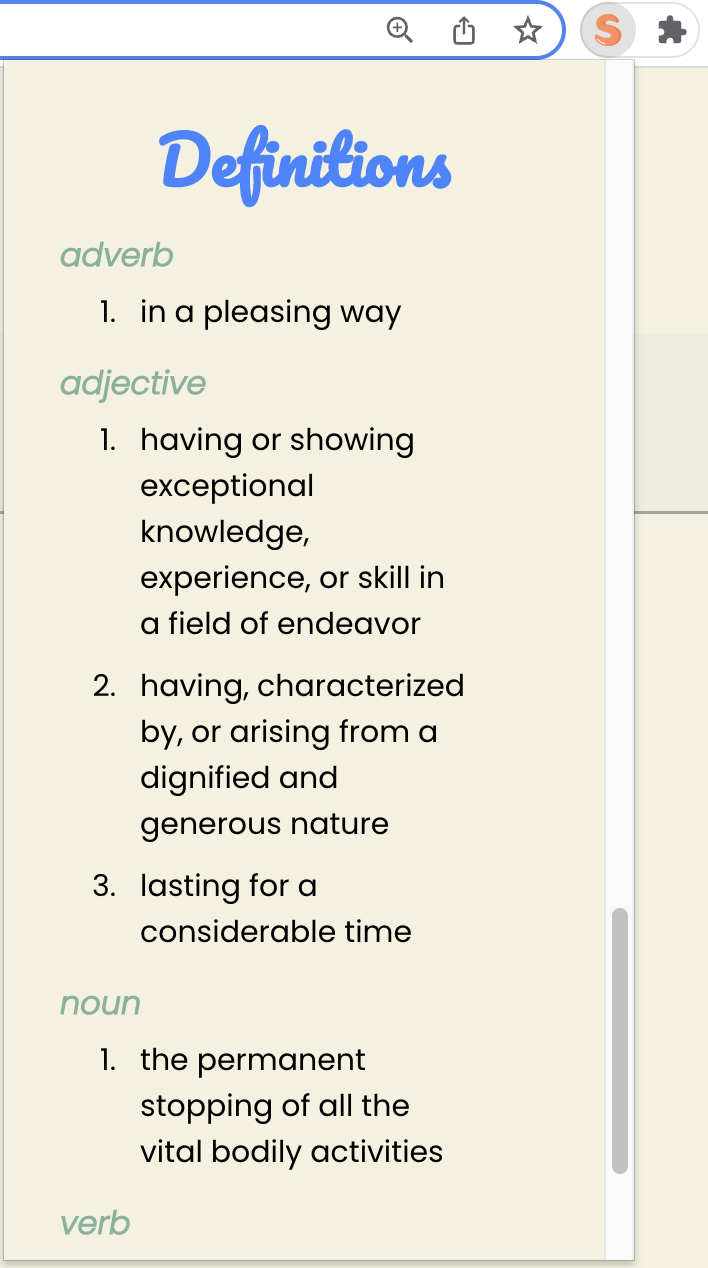 S
Definitions
adverb
1. in a pleasing way
adjective
1. having or showing
exceptional
knowledge,
experience, or skill in
a field of endeavor
2. having, characterized
by, or arising from a
dignified and
generous nature
3. lasting for a
considerable time
noun
1. the permanent
stopping of all the
vital bodily activities
verb